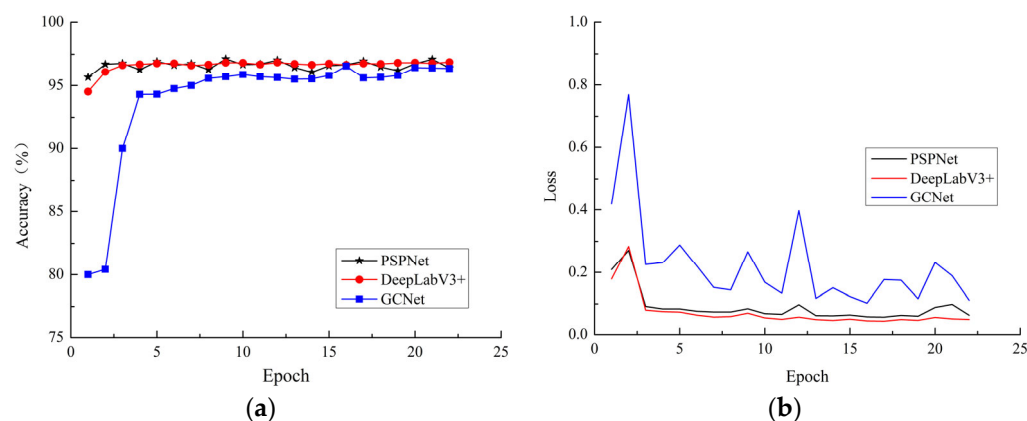 100
95
90
85
80
75
Accuracy（%）
PSPNet
DeepLabV3+
GCNet
0 5 10 15 20 25
Epoch
(a)
1.0
0.8
0.6
0.4
0.2
0.0
Loss
PSPNet
DeepLabV3+
GCNet
0 5 10 15 20 25
Epoch
(b)